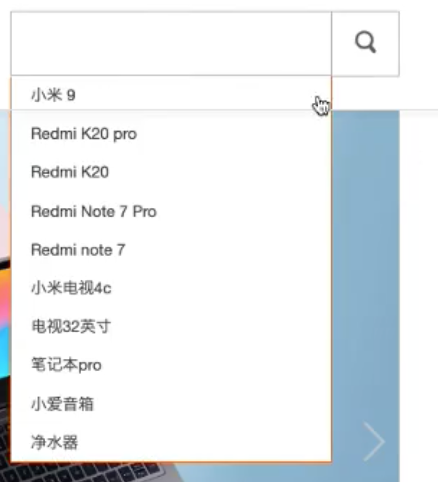 小米 9
Redmi K20 pro
Redmi K20
Redmi Note 7 Pro
Redmi note 7
小米电视4c
电视32英寸
笔记本pro
小爱音箱
净水器